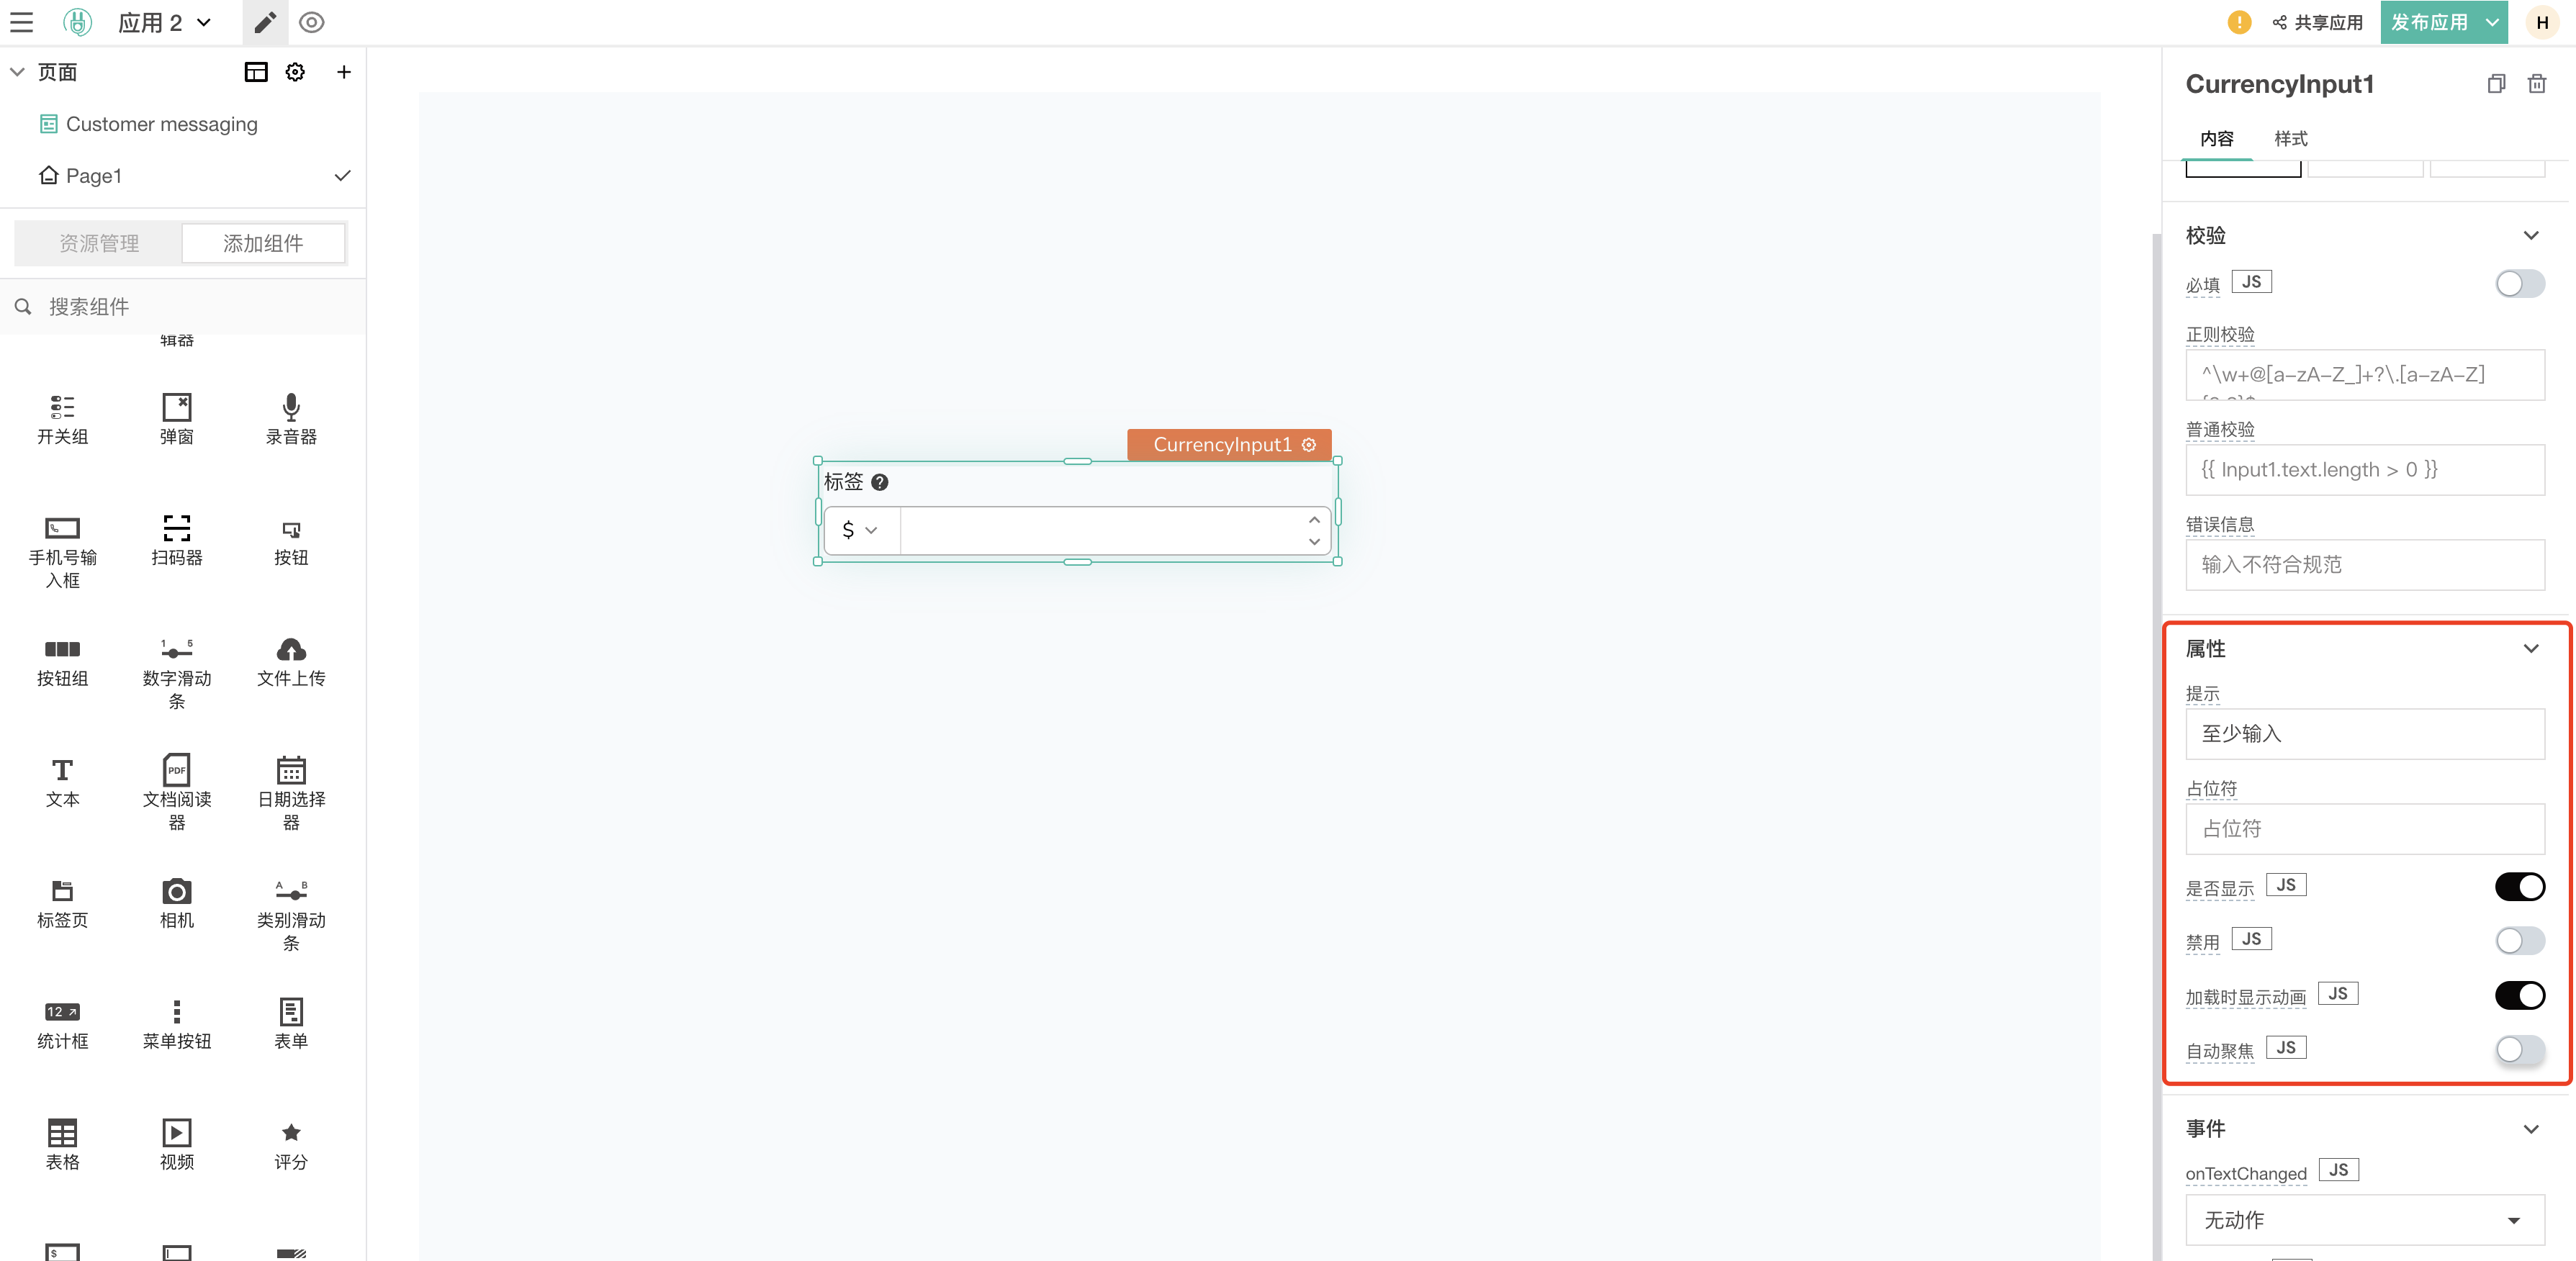 应用 2
共享应用
发布应用
H
页面
Customer messaging
Page1
资源管理
添加组件
搜索组件
辑器
开关组
弹窗
录音器
手机号输
入框
扫码器
按钮
按钮组
1 5
数字滑动
条
文件上传
T
文本
PDF
文档阅读
器
日期选择
器
标签页
相机
A B
类别滑动
条
12
统计框
菜单按钮
表单
表格
视频
评分
$
CurrencyInput1
标签
$
CurrencyInput1
内容
样式
校验
必填 JS
正则校验
^\w+@[a-zA-Z_]+?\.[a-zA-Z]
普通校验
{{ Input1.text.length > 0 }}
错误信息
输入不符合规范
属性
提示
至少输入
占位符
占位符
是否显示 JS
禁用 JS
加载时显示动画 JS
自动聚焦 JS
事件
onTextChanged JS
无动作